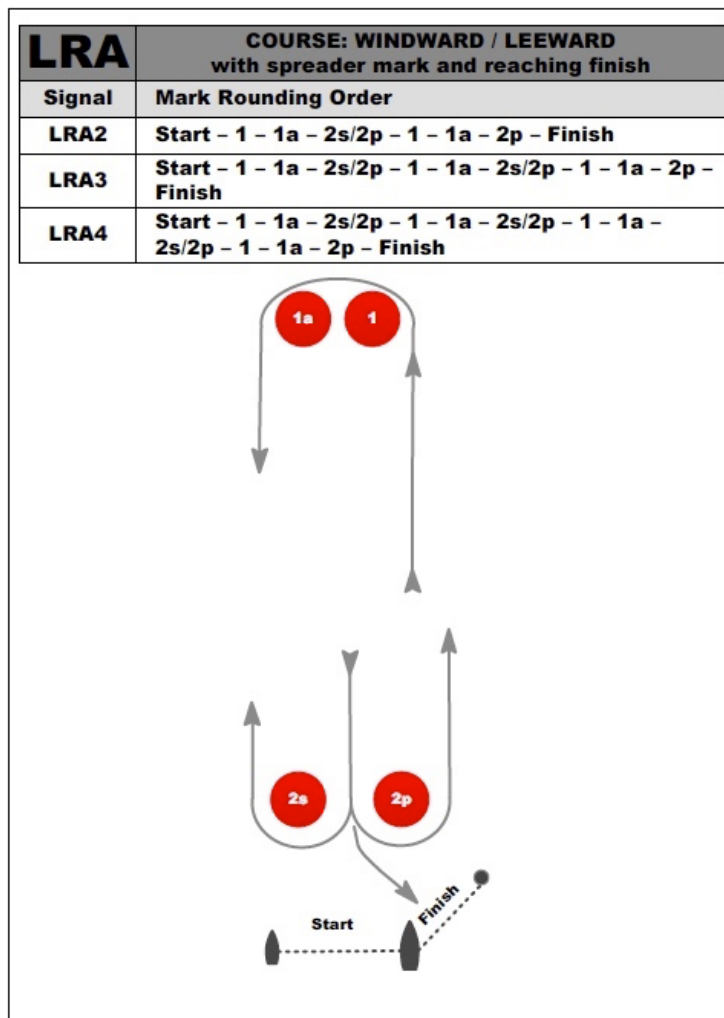 LRA
COURSE: WINDWARD / LEEWARD
with spreader mark and reaching finish
Signal Mark Rounding Order
LRA2 Start – 1 – 1a – 2s/2p – 1 – 1a – 2p – Finish
LRA3 Start – 1 – 1a – 2s/2p – 1 – 1a – 2s/2p – 1 – 1a – 2p –
Finish
LRA4 Start – 1 – 1a – 2s/2p – 1 – 1a – 2s/2p – 1 – 1a –
2s/2p – 1 – 1a – 2p – Finish
1a 1
2s 2p
Finish
Start